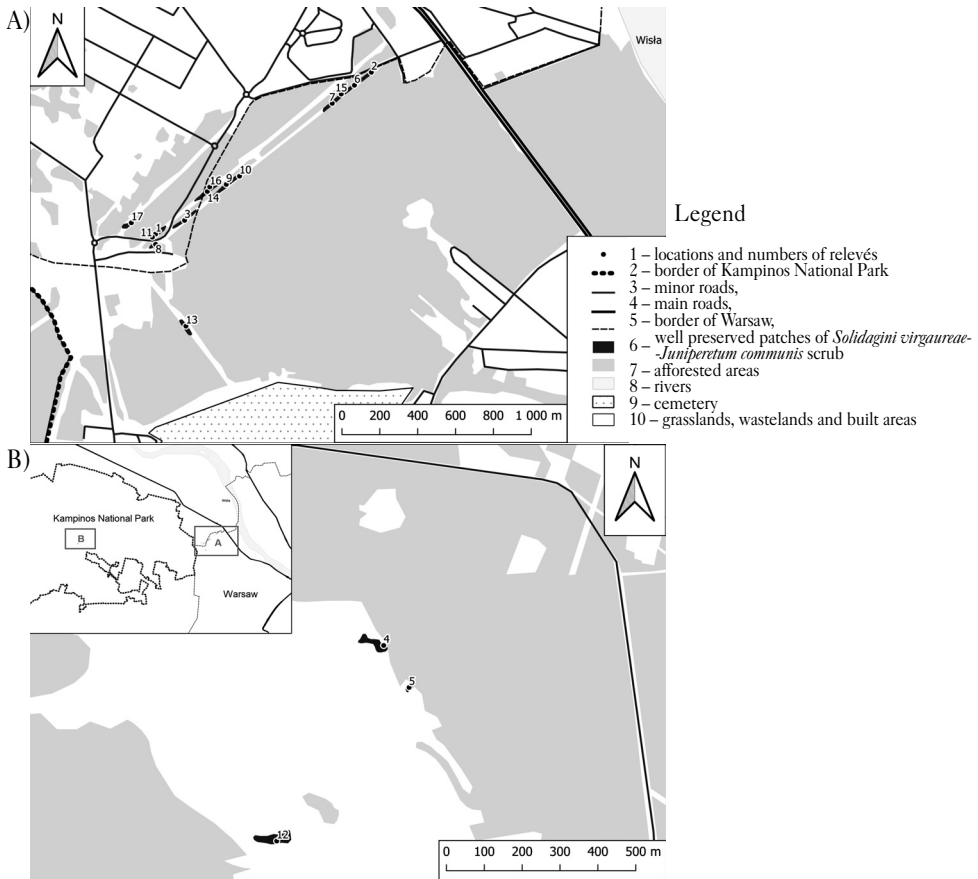 A)
N
Wisła
2
6
15
7
10
9
16
14
3
17
1
11
8
13
0 200 400 600 800 1 000 m
Legend
1 – locations and numbers of relevés
2 – border of Kampinos National Park
3 – minor roads,
4 – main roads,
5 – border of Warsaw,
6 – well preserved patches of Solidagini virgaureae-
-Juniperetum communis scrub
7 – afforested areas
8 – rivers
9 – cemetery
10 – grasslands, wastelands and built areas
B)
Kampinos National Park
B
A
Warsaw
N
4
5
12
0 100 200 300 400 500 m